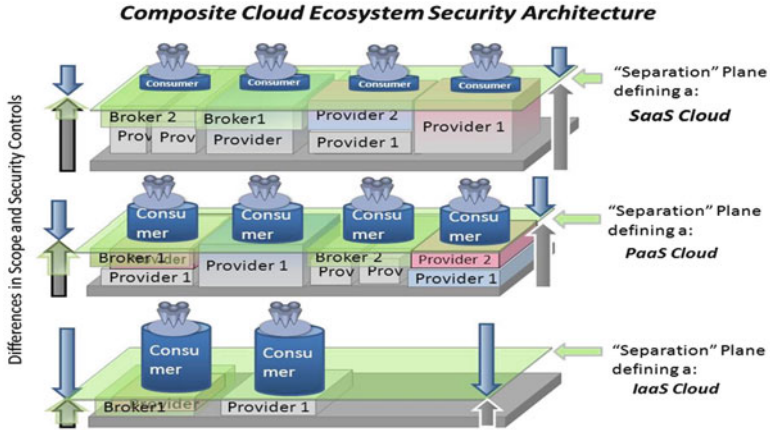 Composite Cloud Ecosystem Security Architecture
Differences in Scope and Security Controls
Consumer
Consumer
Consumer
Consumer
Broker 2
Prov
Prov
Broker1
Provider
Provider 2
Provider 1
Provider 1
"Separation" Plane
defining a:
SaaS Cloud
Consu
mer
Consu
mer
Consu
mer
Consu
mer
Broker 1
Provider
Provider 1
Provider 1
Broker 2
Prov
Prov
Provider 2
Provider 1
"Separation" Plane
defining a:
PaaS Cloud
Consu
mer
Consu
mer
Broker1
Provider
Provider 1
"Separation" Plane
defining a:
IaaS Cloud